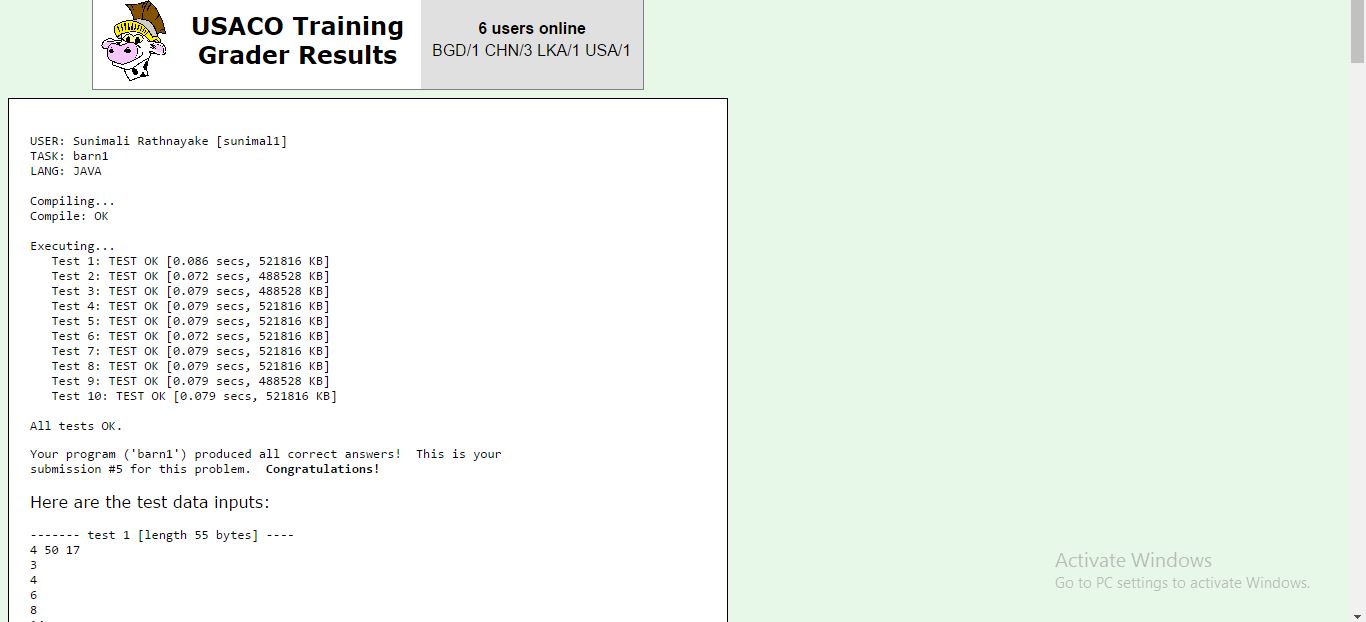 USACO Training
Grader Results
6 users online
BGD/1 CHN/3 LKA/1 USA/1
USER: Sunimali Rathnayake [sunimal1]
TASK: barn1
LANG: JAVA
Compiling...
Compile: OK
Executing...
Test 1: TEST OK [0.086 secs, 521816 KB]
Test 2: TEST OK [0.072 secs, 488528 KB]
Test 3: TEST OK [0.079 secs, 488528 KB]
Test 4: TEST OK [0.079 secs, 521816 KB]
Test 5: TEST OK [0.079 secs, 521816 KB]
Test 6: TEST OK [0.072 secs, 521816 KB]
Test 7: TEST OK [0.079 secs, 521816 KB]
Test 8: TEST OK [0.079 secs, 521816 KB]
Test 9: TEST OK [0.079 secs, 488528 KB]
Test 10: TEST OK [0.079 secs, 521816 KB]
All tests OK.
Your program ('barn1') produced all correct answers!  This is your
submission #5 for this problem.  Congratulations!
Here are the test data inputs:
------- test 1 [length 55 bytes] ----
4 50 17
3
4
6
8
Activate Windows
Go to PC settings to activate Windows.